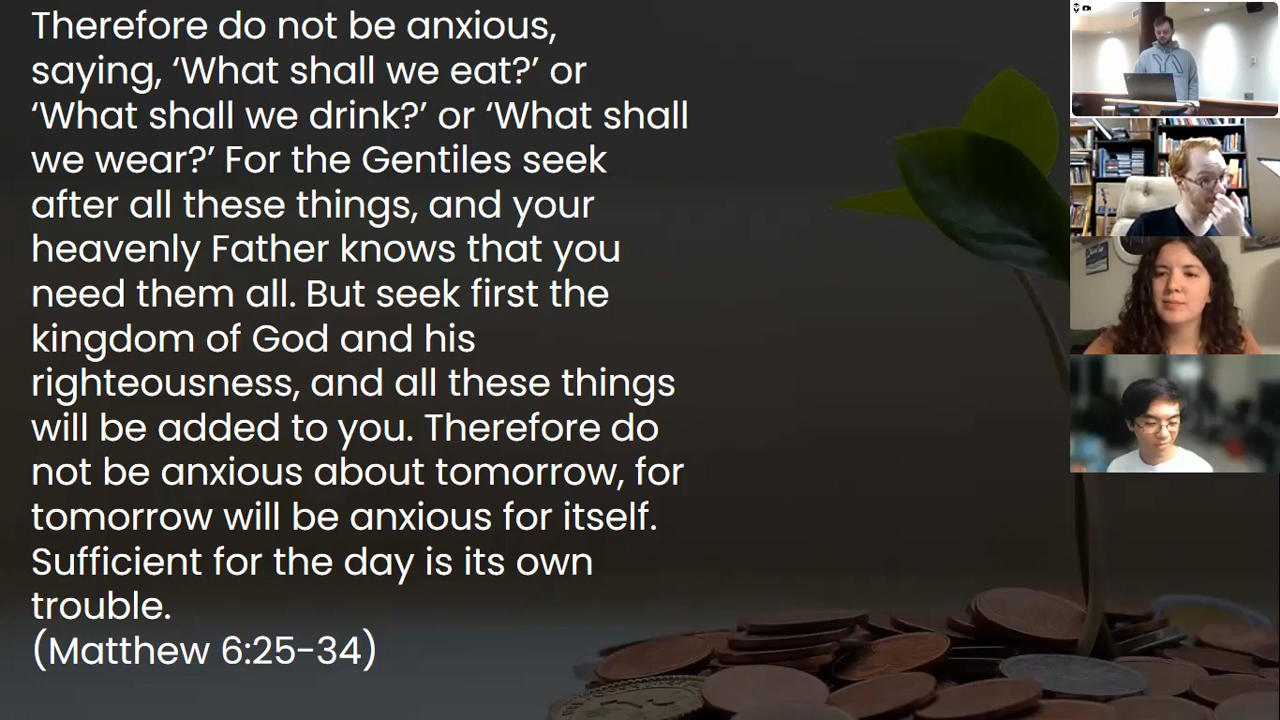 Therefore do not be anxious,
saying, ‘What shall we eat?’ or
‘What shall we drink?’ or ‘What shall
we wear?’ For the Gentiles seek
after all these things, and your
heavenly Father knows that you
need them all. But seek first the
kingdom of God and his
righteousness, and all these things
will be added to you. Therefore do
not be anxious about tomorrow, for
tomorrow will be anxious for itself.
Sufficient for the day is its own
trouble.
(Matthew 6:25-34)